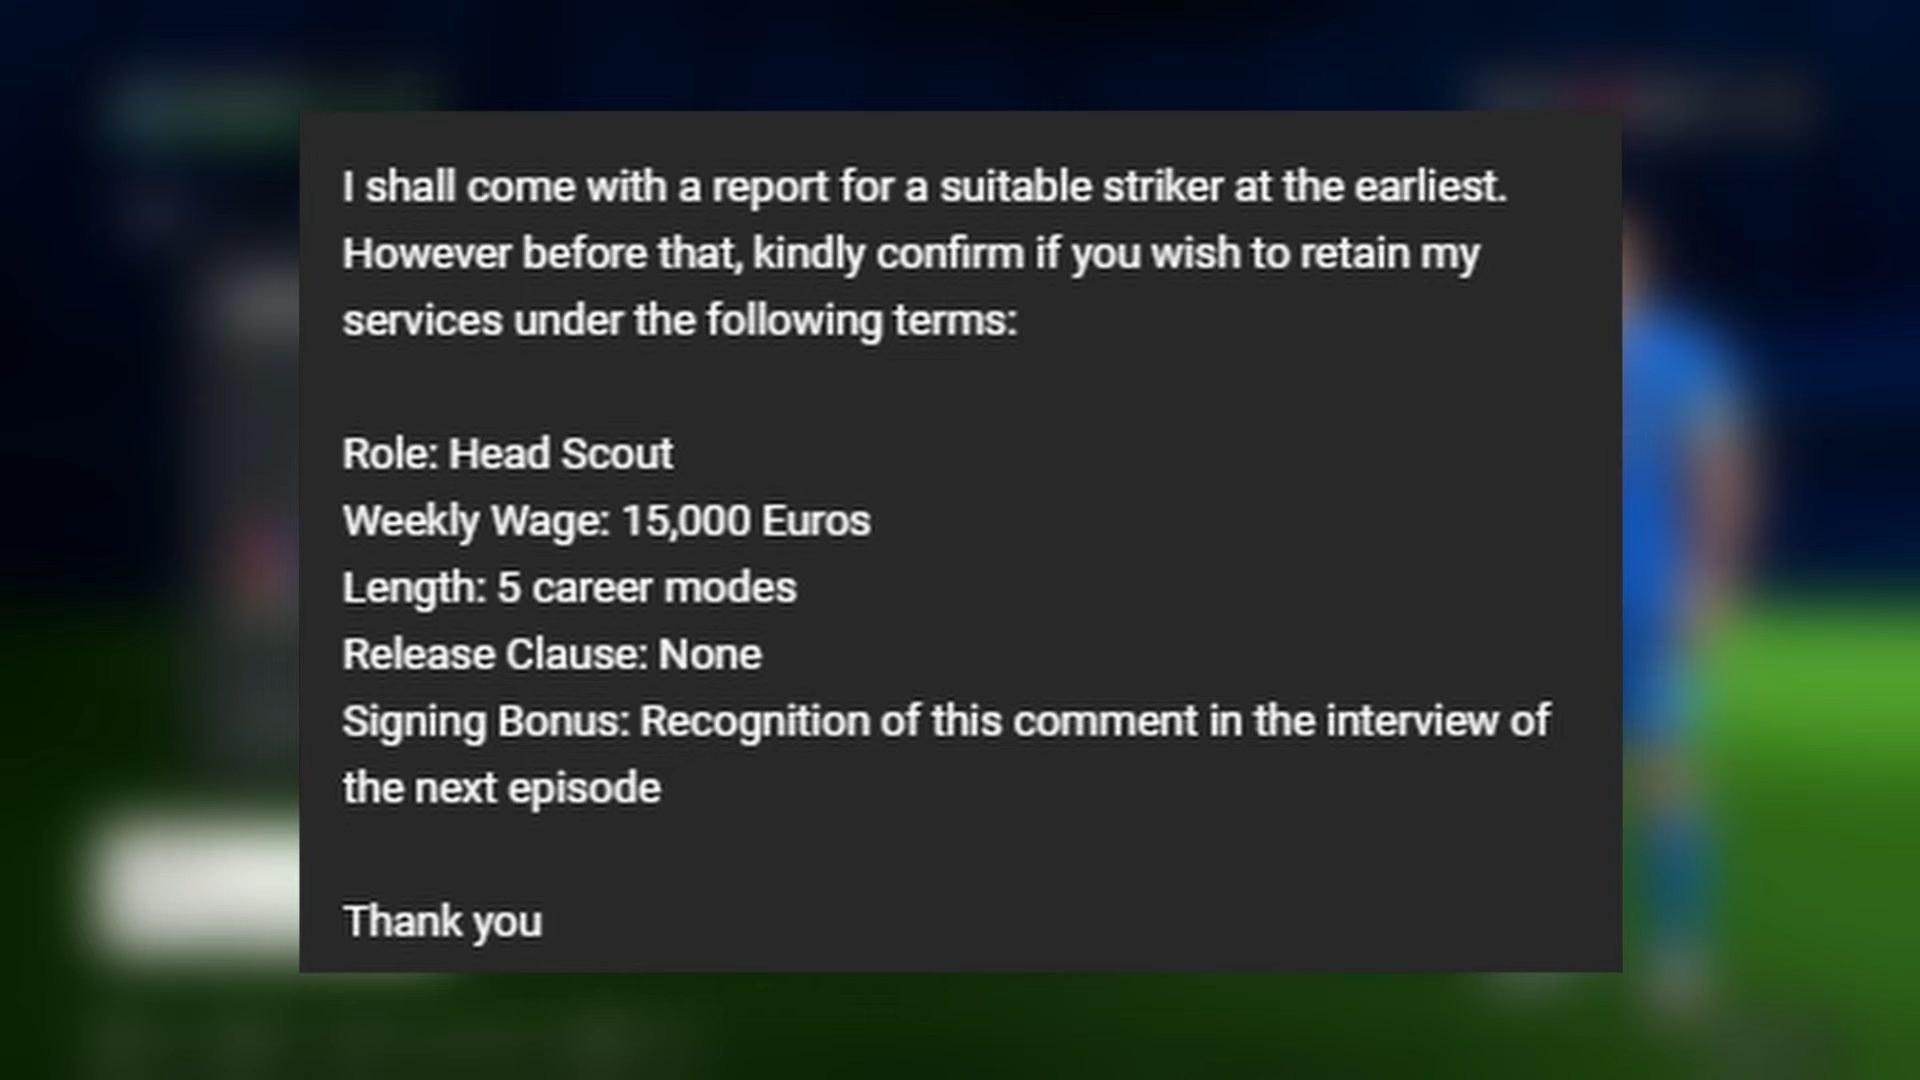 I shall come with a report for a suitable striker at the earliest.
However before that, kindly confirm if you wish to retain my
services under the following terms:
Role: Head Scout
Weekly Wage: 15,000 Euros
Length: 5 career modes
Release Clause: None
Signing Bonus: Recognition of this comment in the interview of
the next episode
Thank you